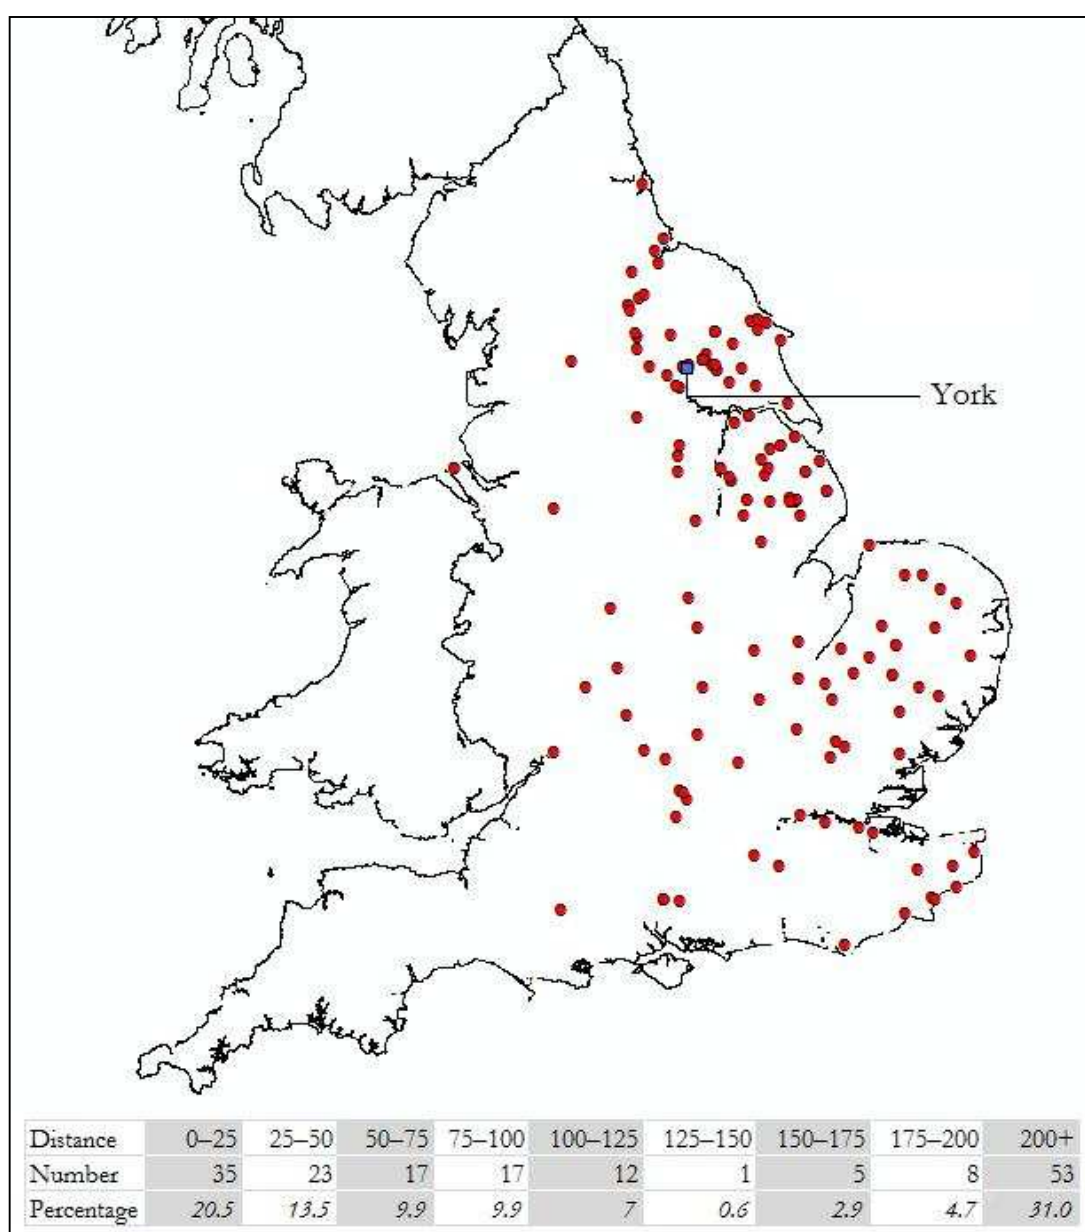 York
Distance 0–25 25–50 50–75 75–100 100–125 125–150 150–175 175–200 200+
Number 35 23 17 17 12 1 5 8 53
Percentage 20.5 13.5 9.9 9.9 7 0.6 2.9 4.7 31.0